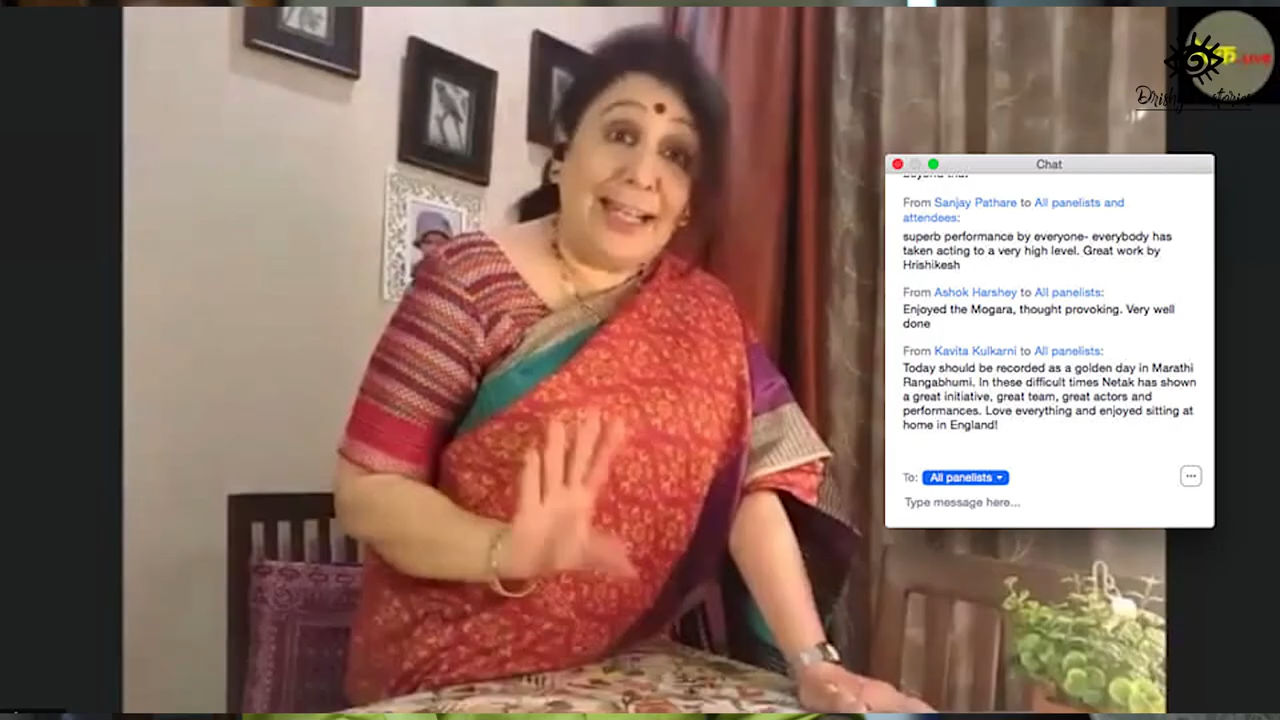 LIVE
Chat
beyond that
From Sanjay Pathare to All panelists and
attendees:
superb performance by everyone- everybody has
taken acting to a very high level. Great work by
Hrishikesh
From Ashok Harshey to All panelists:
Enjoyed the Mogara, thought provoking. Very well
done
From Kavita Kulkarni to All panelists:
Today should be recorded as a golden day in Marathi
Rangabhumi. In these difficult times Netak has shown
a great initiative, great team, great actors and
performances. Love everything and enjoyed sitting at
home in England!
To: All panelists
Type message here...